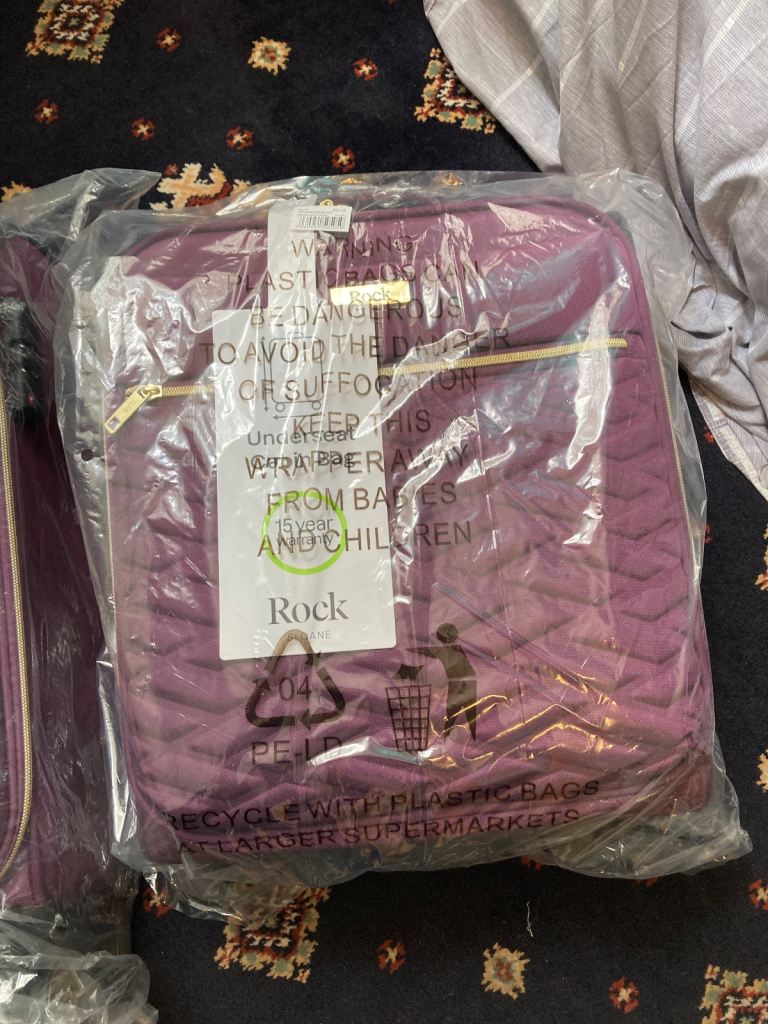 WARNING
PLASTIC BAGS CAN
BE DANGEROUS
TO AVOID THE DAMGER
OF SUFFOCATION
KEEP THIS
WRAPPER AWAY
FROM BABIES
AND CHILDREN
Rock
Underseat
Cabin Bag
15 year
warranty
Rock
SLOANE
04
PE-LD
RECYCLE WITH PLASTIC BAGS
AT LARGER SUPERMARKETS